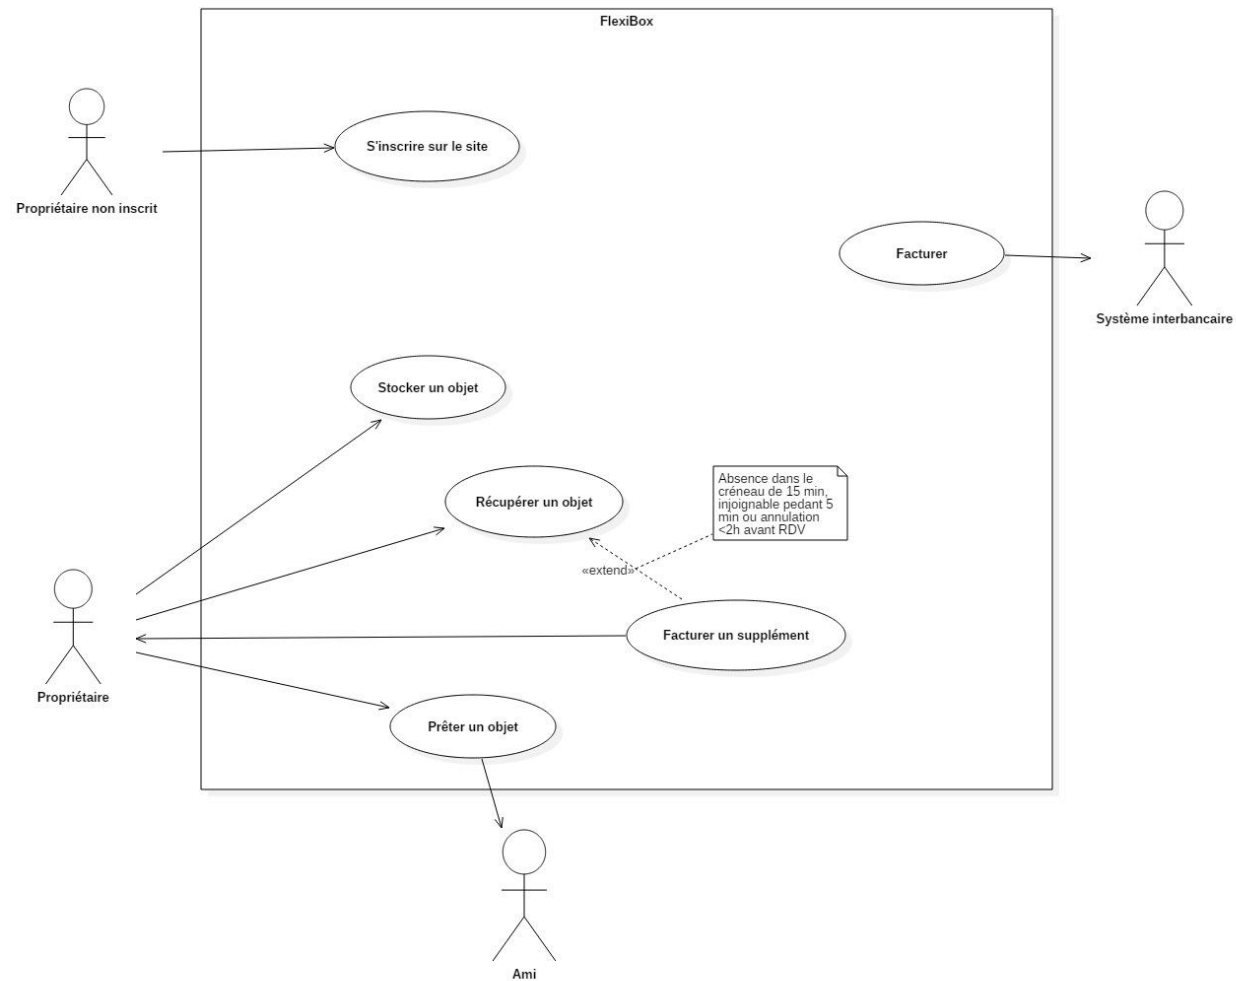 FlexiBox
S'inscrire sur le site
Propriétaire non inscrit
Facturer
Système interbancaire
Stocker un objet
Récupérer un objet
Absence dans le
créneau de 15 min,
injoignable pedant 5
min ou annulation
<2h avant RDV
«extend»
Facturer un supplément
Propriétaire
Prêter un objet
Ami